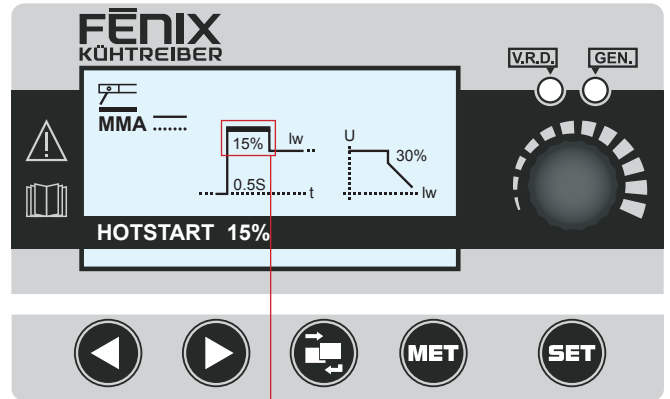 FĒNIX
KÜHTREIBER
V.R.D. GEN.
MMA
15% Iw
U
30%
0.5S t
Iw
HOTSTART 15%
MET
SET